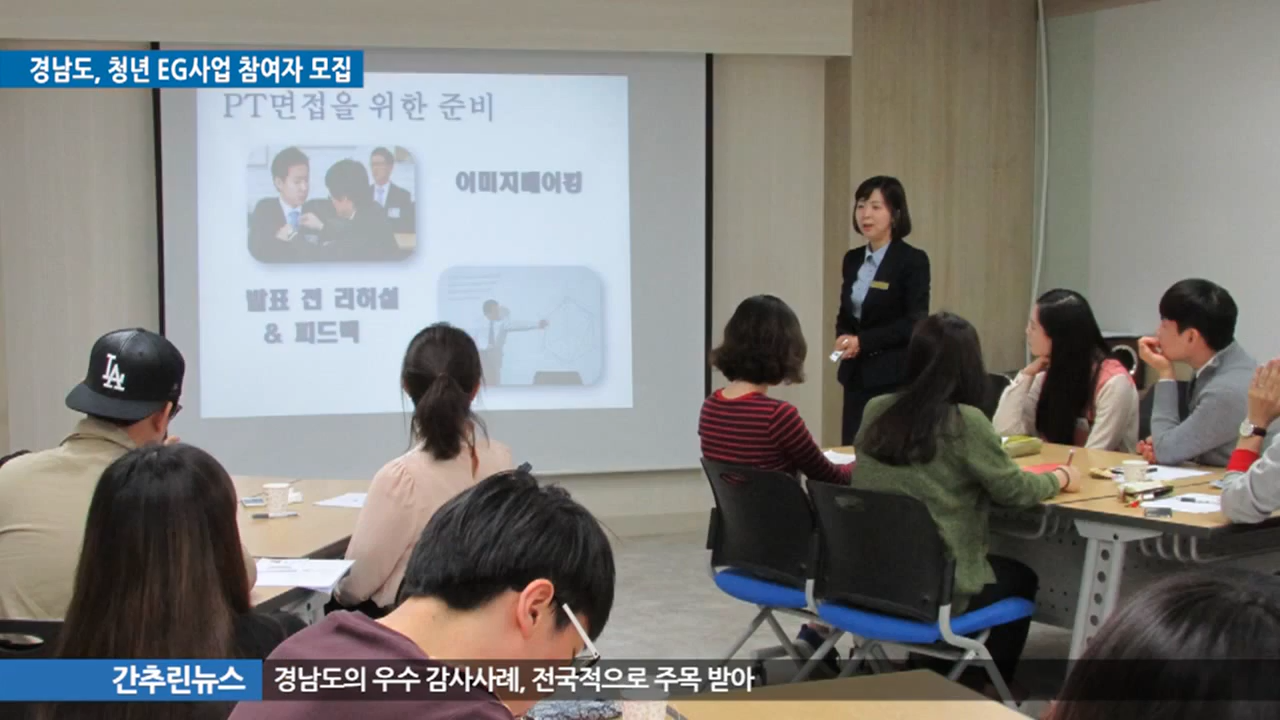 경남도, 청년 EG사업 참여자 모집
PT면접을 위한 준비
이미지메이킹
발표 전 리허설
& 피드백
LA
간추린뉴스
경남도의 우수 감사사례, 전국적으로 주목 받아